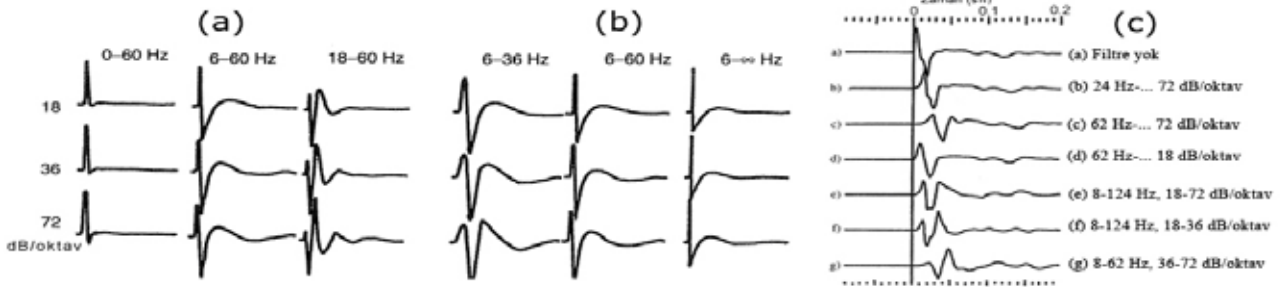 (a)
0–60 Hz
6–60 Hz
18–60 Hz
18
36
72
dB/oktav
(b)
6–36 Hz
6–60 Hz
6–∞ Hz
0
0.1
0.2
(c)
a) (a) Filtre yok
b) (b) 24 Hz-... 72 dB/oktav
c) (c) 62 Hz-... 72 dB/oktav
d) (d) 62 Hz-... 18 dB/oktav
e) (e) 8-124 Hz, 18-72 dB/oktav
f) (f) 8-124 Hz, 18-36 dB/oktav
g) (g) 8-62 Hz, 36-72 dB/oktav